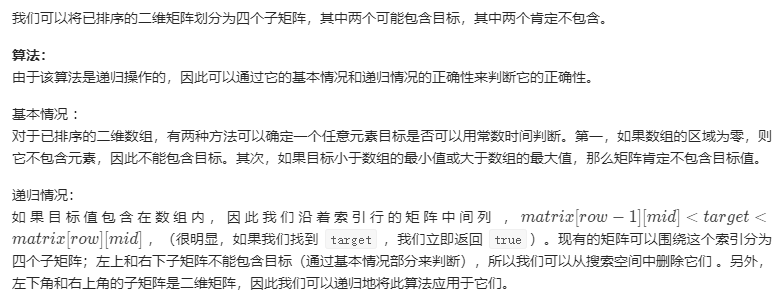 我们可以将已排序的二维矩阵划分为四个子矩阵，其中两个可能包含目标，其中两个肯定不包含。
算法：
由于该算法是递归操作的，因此可以通过它的基本情况和递归情况的正确性来判断它的正确性。
基本情况 ：
对于已排序的二维数组，有两种方法可以确定一个任意元素目标是否可以用常数时间判断。第一，如果数组的区域为零，则
它不包含元素，因此不能包含目标。其次，如果目标小于数组的最小值或大于数组的最大值，那么矩阵肯定不包含目标值。
递归情况：
如果目标值包含在数组内，因此我们沿着索引行的矩阵中间列 ，matrix[row − 1][mid] < target <
matrix[row][mid]，（很明显，如果我们找到 target ，我们立即返回 true ）。现有的矩阵可以围绕这个索引分为
四个子矩阵；左上和右下子矩阵不能包含目标（通过基本情况部分来判断），所以我们可以从搜索空间中删除它们 。另外，
左下角和右上角的子矩阵是二维矩阵，因此我们可以递归地将此算法应用于它们。